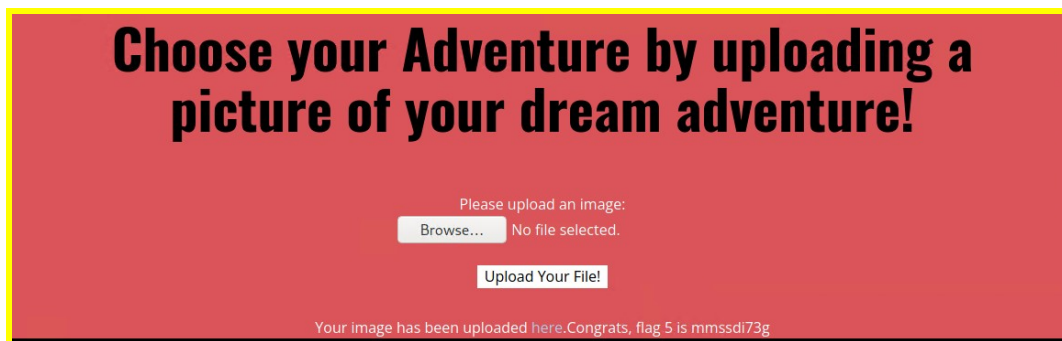 Choose your Adventure by uploading a
picture of your dream adventure!
Please upload an image:
Browse... No file selected.
Upload Your File!
Your image has been uploaded here.Congrats, flag 5 is mmssdi73g